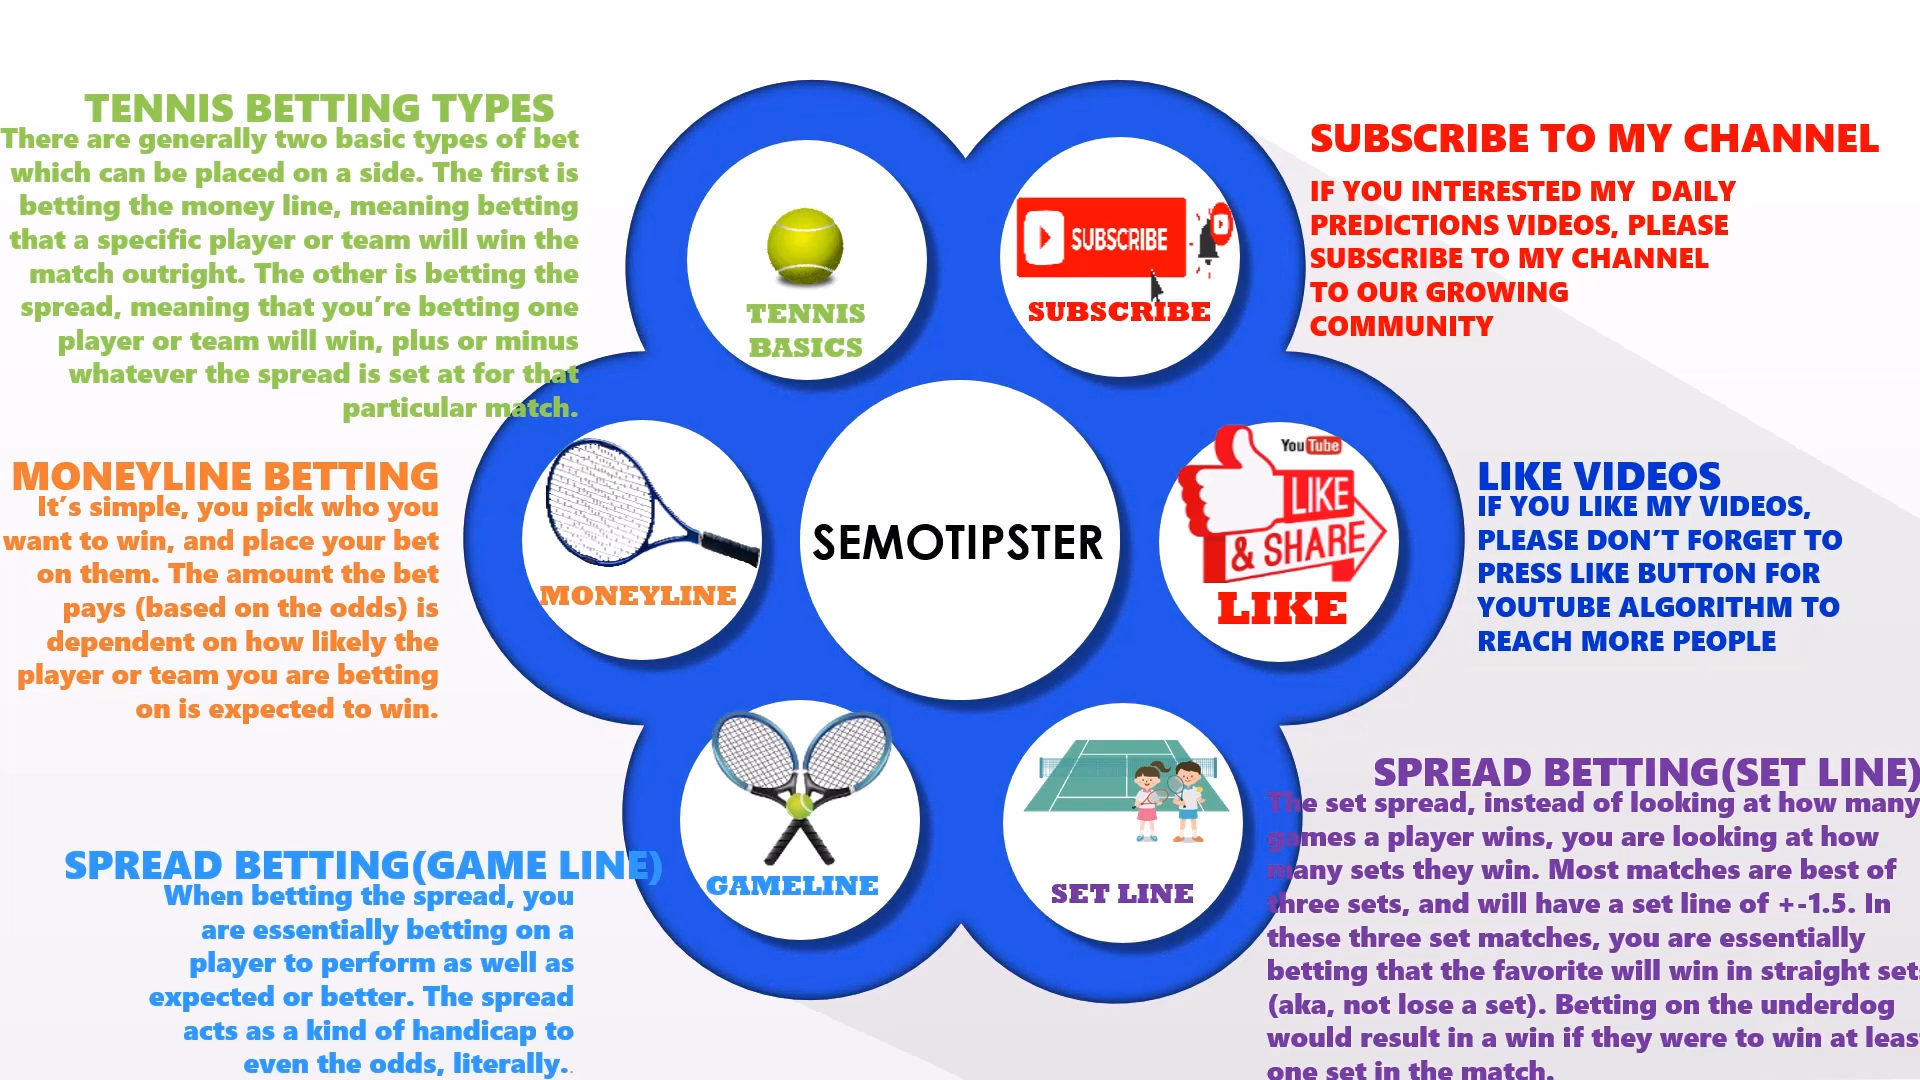 TENNIS BETTING TYPES
There are generally two basic types of bet
which can be placed on a side. The first is
betting the money line, meaning betting
that a specific player or team will win the
match outright. The other is betting the
spread, meaning that you’re betting one
player or team will win, plus or minus
whatever the spread is set at for that
particular match.
MONEYLINE BETTING
It’s simple, you pick who you
want to win, and place your bet
on them. The amount the bet
pays (based on the odds) is
dependent on how likely the
player or team you are betting
on is expected to win.
SPREAD BETTING(GAME LINE)
When betting the spread, you
are essentially betting on a
player to perform as well as
expected or better. The spread
acts as a kind of handicap to
even the odds, literally..
TENNIS
BASICS
SUBSCRIBE
SUBSCRIBE
MONEYLINE
SEMOTIPSTER
YouTube
LIKE
& SHARE
LIKE
GAMELINE
SET LINE
SUBSCRIBE TO MY CHANNEL
IF YOU INTERESTED MY DAILY
PREDICTIONS VIDEOS, PLEASE
SUBSCRIBE TO MY CHANNEL
TO OUR GROWING
COMMUNITY
LIKE VIDEOS
IF YOU LIKE MY VIDEOS,
PLEASE DON’T FORGET TO
PRESS LIKE BUTTON FOR
YOUTUBE ALGORITHM TO
REACH MORE PEOPLE
SPREAD BETTING(SET LINE)
The set spread, instead of looking at how many
games a player wins, you are looking at how
many sets they win. Most matches are best of
three sets, and will have a set line of +-1.5. In
these three set matches, you are essentially
betting that the favorite will win in straight sets
(aka, not lose a set). Betting on the underdog
would result in a win if they were to win at least
one set in the match.